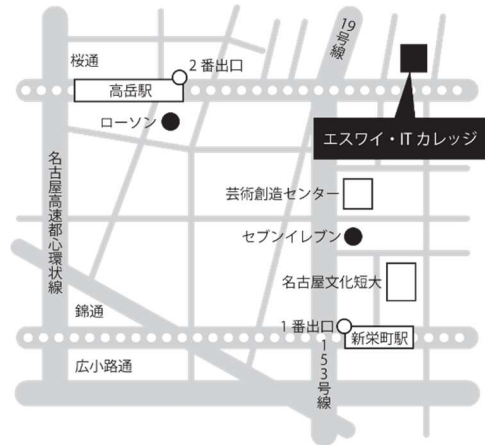 19号線
桜通
2番出口
高岳駅
ローソン
エスワイ・ITカレッジ
名古屋高速都心環状線
芸術創造センター
セブンイレブン
名古屋文化短大
錦通
1番出口
新栄町駅
153号線
広小路通